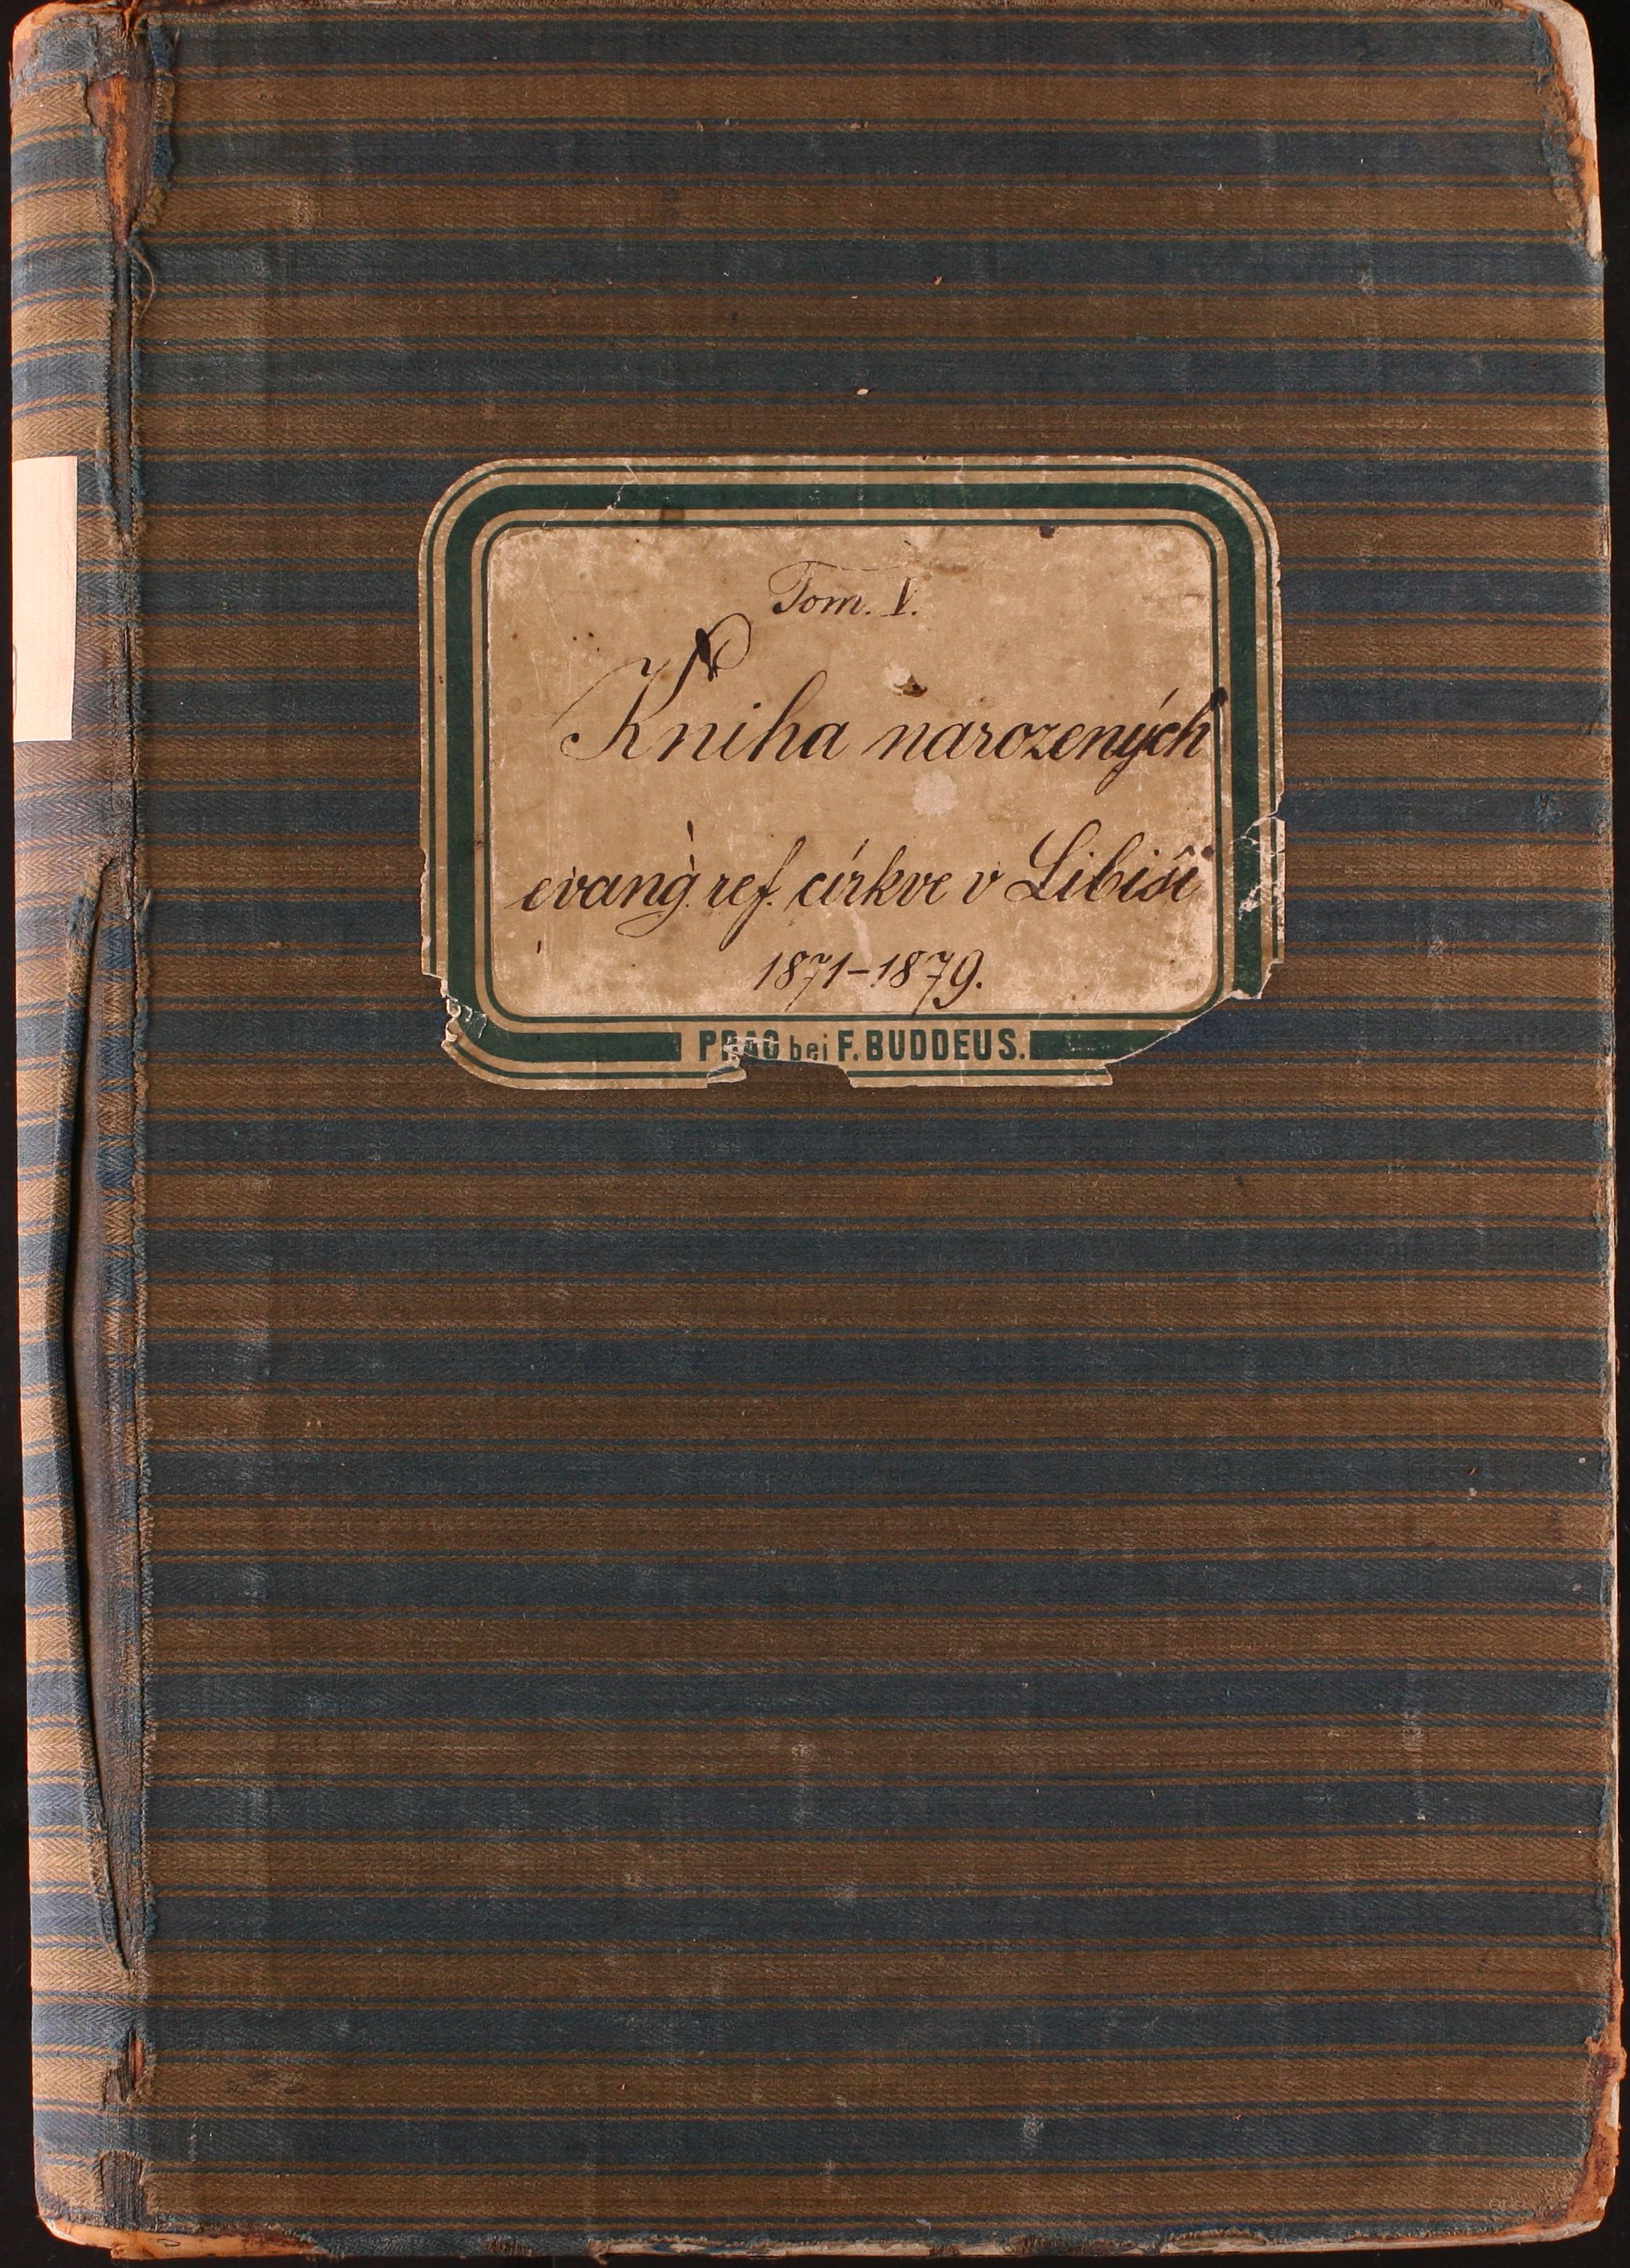 Tom. V.
Kniha narozených
evang. ref. církve v Libiši
1871-1879.
PRAG bei F. BUDDEUS.